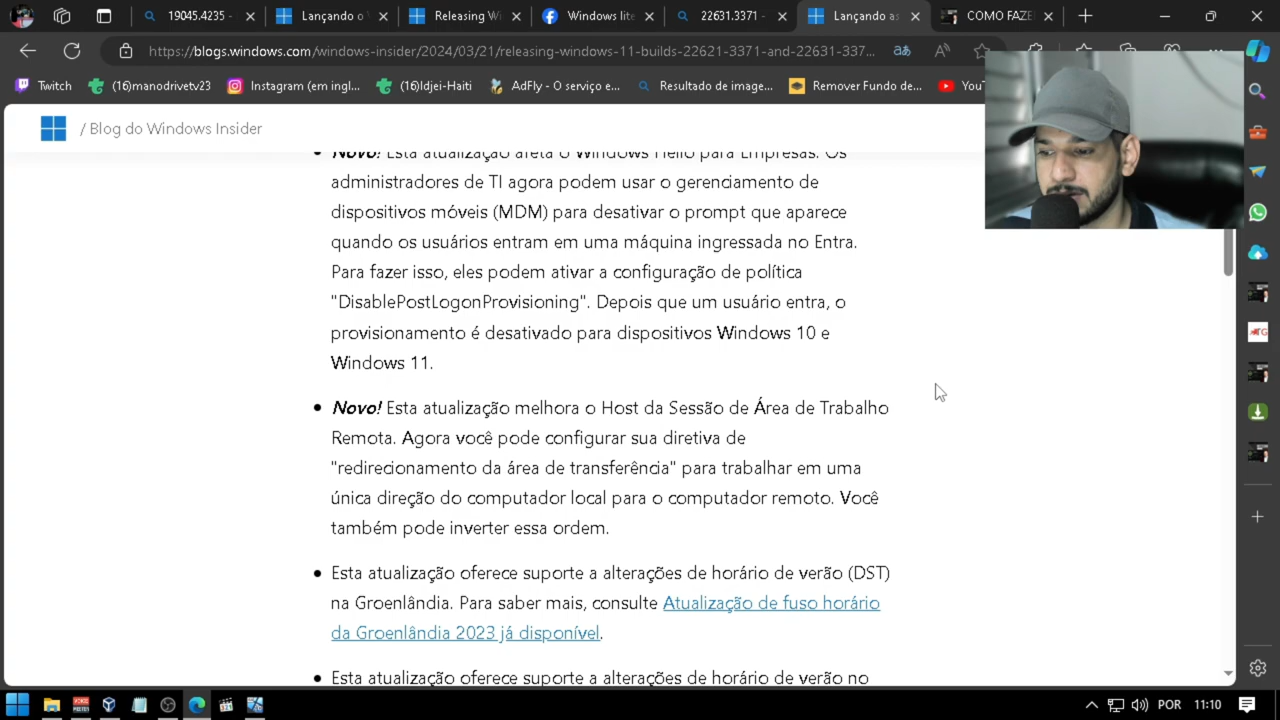 19045.4235 -
Lançando o
Releasing Wi
Windows lite
22631.3371 -
Lançando as
COMO FAZE
https://blogs.windows.com/windows-insider/2024/03/21/releasing-windows-11-builds-22621-3371-and-22631-337...
Twitch
(16)manodrivetv23
Instagram (em ingl...
(16)ldjei-Haiti
AdFly - O serviço e...
Resultado de image...
Remover Fundo de...
/ Blog do Windows Insider
Novo! Esta atualização afeta o Windows Hello para Empresas. Os
administradores de TI agora podem usar o gerenciamento de
dispositivos móveis (MDM) para desativar o prompt que aparece
quando os usuários entram em uma máquina ingressada no Entra.
Para fazer isso, eles podem ativar a configuração de política
"DisablePostLogonProvisioning". Depois que um usuário entra, o
provisionamento é desativado para dispositivos Windows 10 e
Windows 11.
Novo! Esta atualização melhora o Host da Sessão de Área de Trabalho
Remota. Agora você pode configurar sua diretiva de
"redirecionamento da área de transferência" para trabalhar em uma
única direção do computador local para o computador remoto. Você
também pode inverter essa ordem.
Esta atualização oferece suporte a alterações de horário de verão (DST)
na Groenlândia. Para saber mais, consulte Atualização de fuso horário
da Groenlândia 2023 já disponível.
Esta atualização oferece suporte a alterações de horário de verão no
POR
11:10